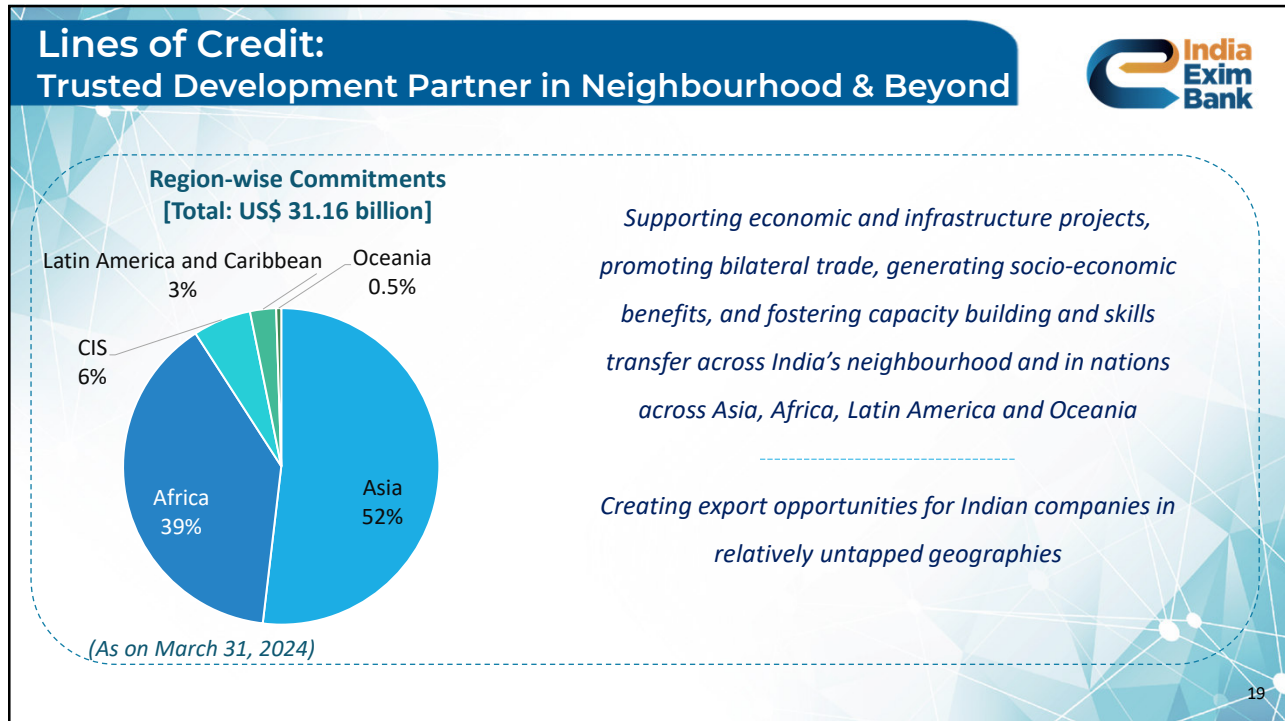 Lines of Credit:
Trusted Development Partner in Neighbourhood & Beyond
India
Exim
Bank
Region-wise Commitments
[Total: US$ 31.16 billion]
Latin America and Caribbean
3%
Oceania
0.5%
CIS
6%
Africa
39%
Asia
52%
(As on March 31, 2024)
Supporting economic and infrastructure projects,
promoting bilateral trade, generating socio-economic
benefits, and fostering capacity building and skills
transfer across India’s neighbourhood and in nations
across Asia, Africa, Latin America and Oceania
Creating export opportunities for Indian companies in
relatively untapped geographies
19